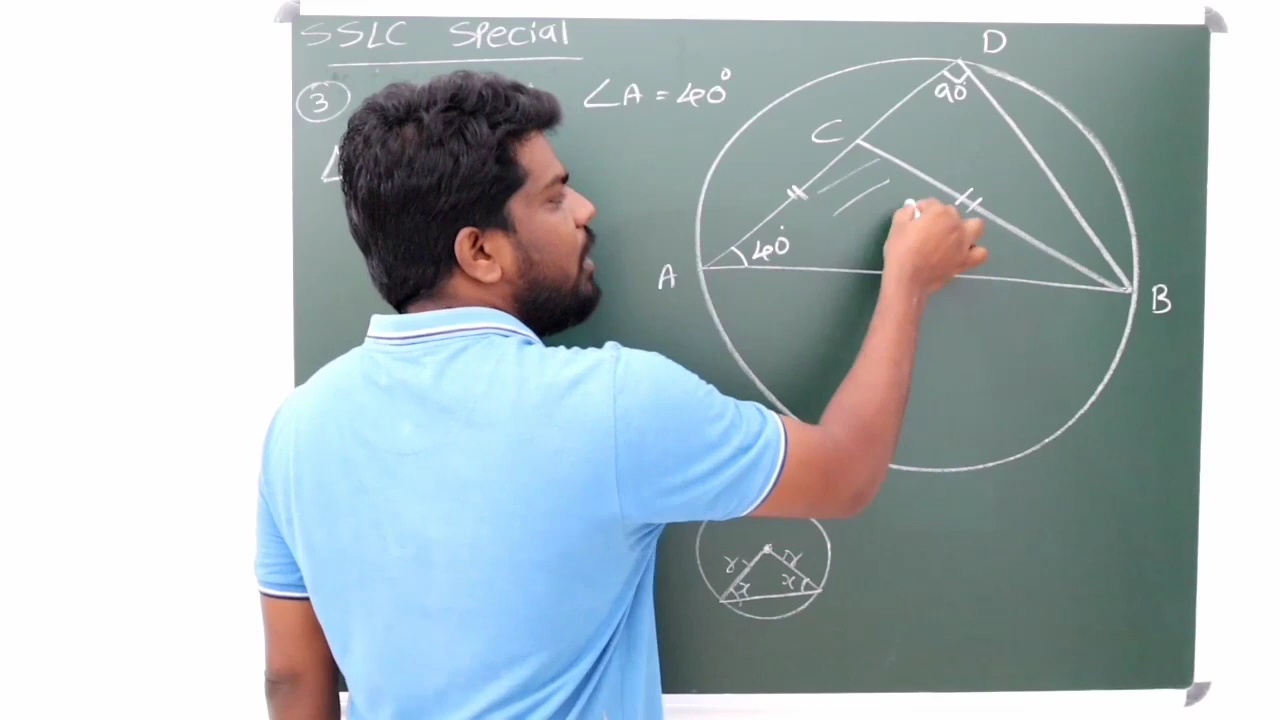 SSLC Special
3 ∠A = 40°
∠
D
90°
C
40°
A
B
r r
x x